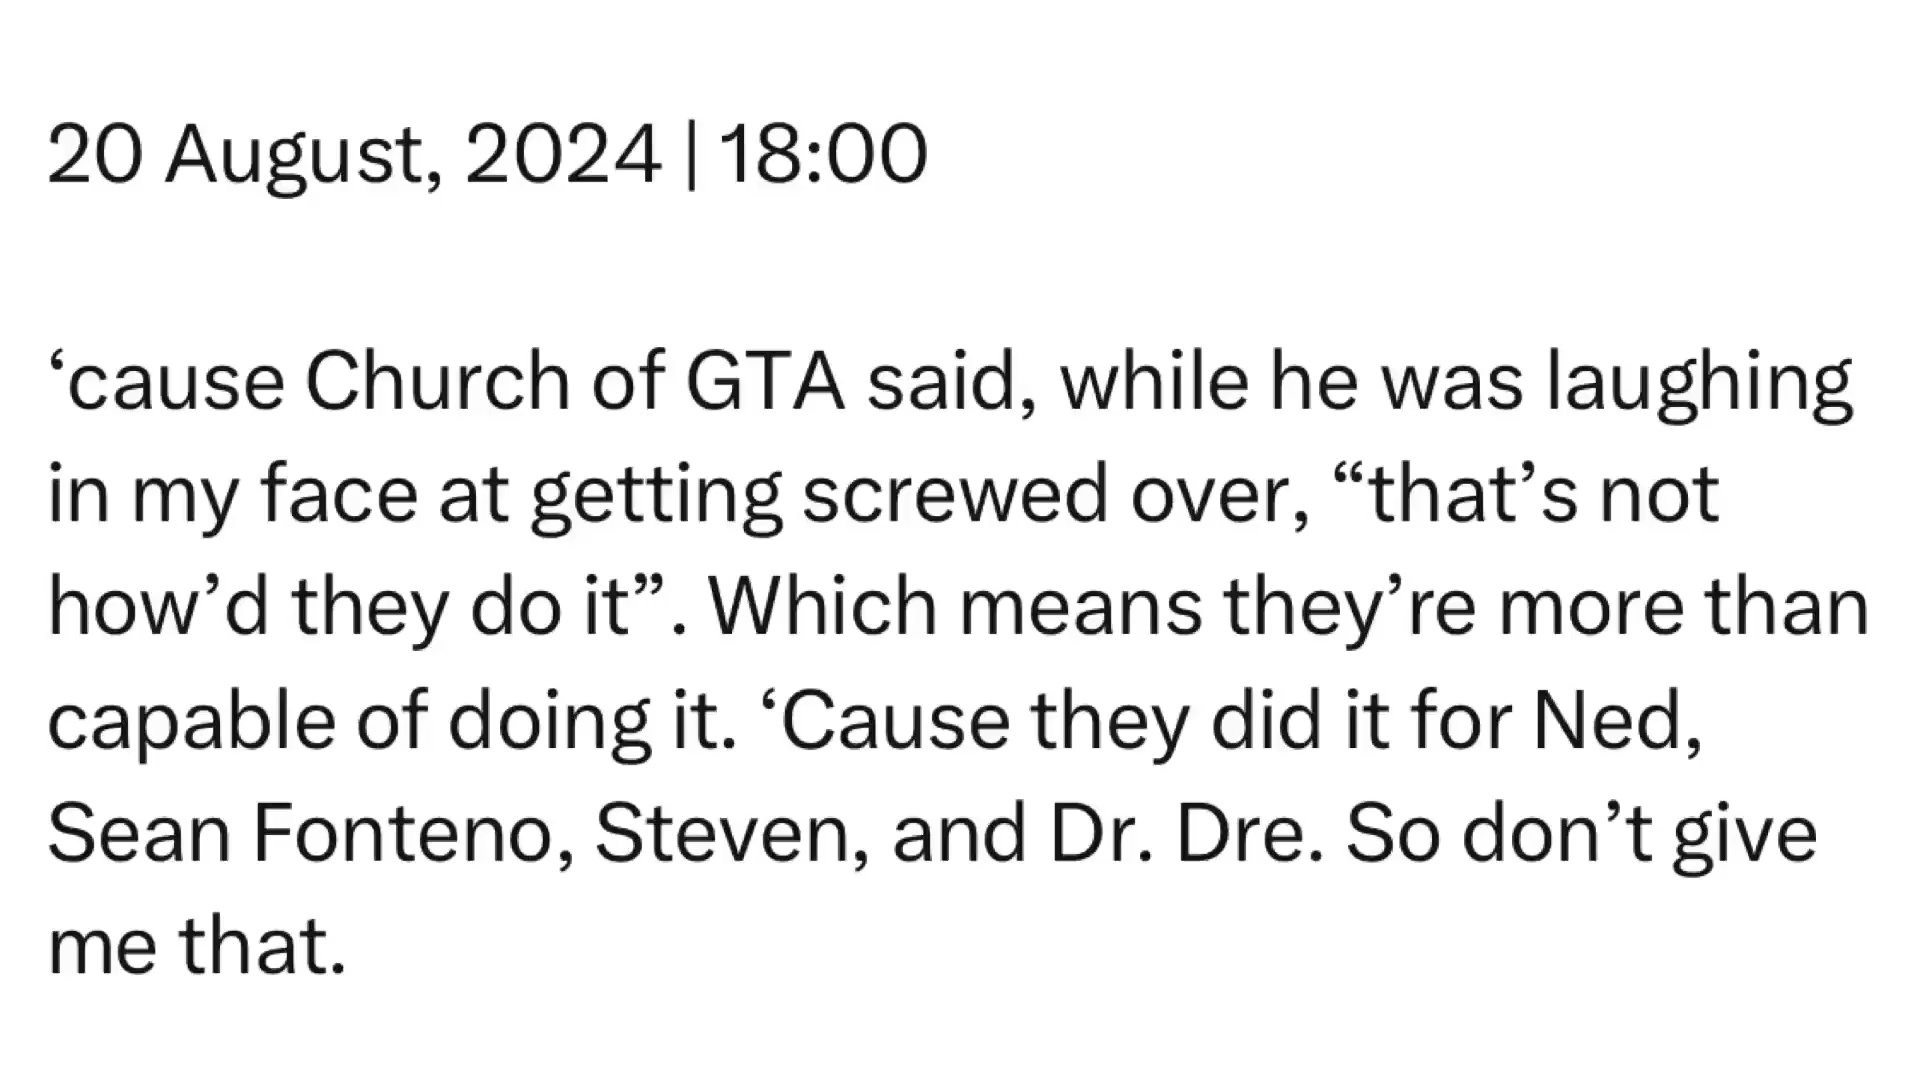 20 August, 2024 | 18:00
‘cause Church of GTA said, while he was laughing
in my face at getting screwed over, “that’s not
how’d they do it”. Which means they’re more than
capable of doing it. ‘Cause they did it for Ned,
Sean Fonteno, Steven, and Dr. Dre. So don’t give
me that.